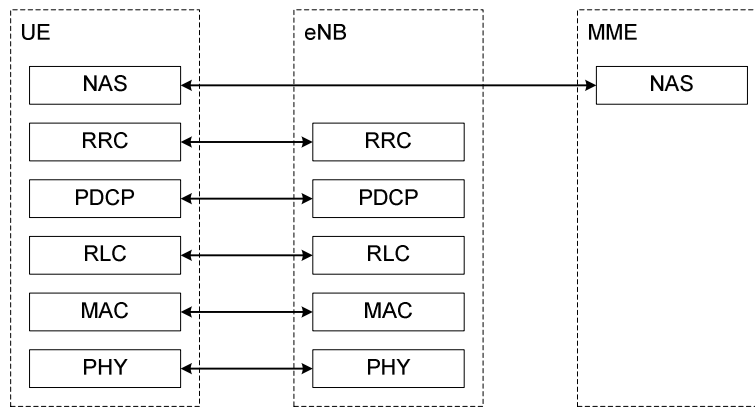 UE eNB MME
NAS NAS
RRC RRC
PDCP PDCP
RLC RLC
MAC MAC
PHY PHY